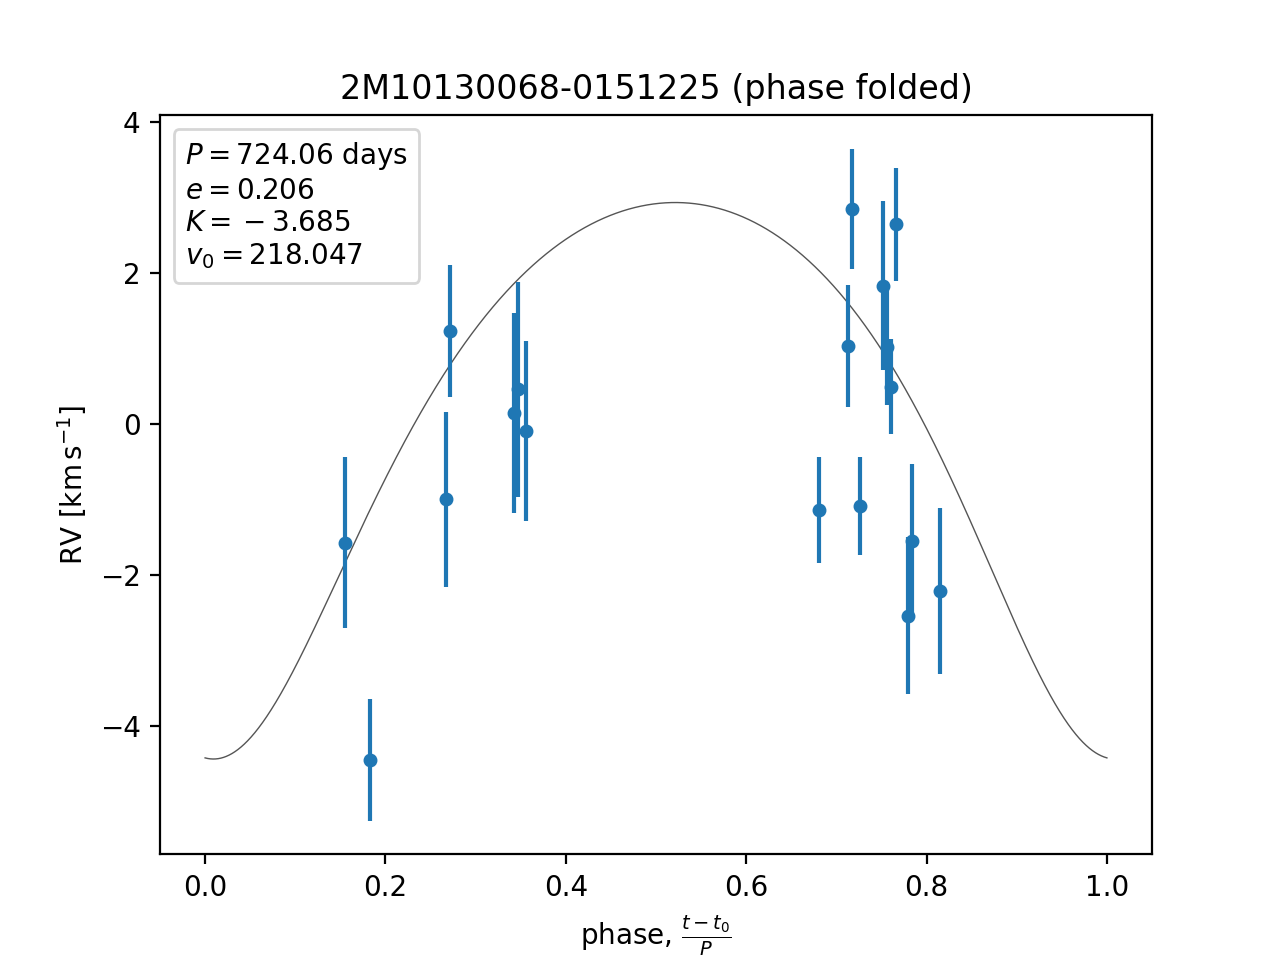 2M10130068-0151225 (phase folded)
P = 724.06 days
e = 0.206
K = −3.685
v₀ = 218.047
4
2
0
−2
−4
RV [km s⁻¹]
0.0 0.2 0.4 0.6 0.8 1.0
phase, (t − t₀)/P